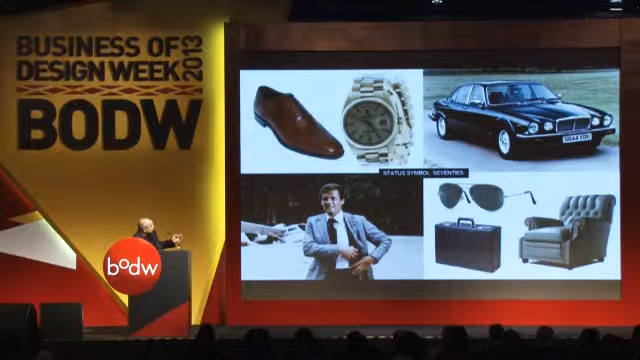 BUSINESS OF
DESIGN WEEK
2013
BODW
bodw
STATUS SYMBOL SEVENTIES